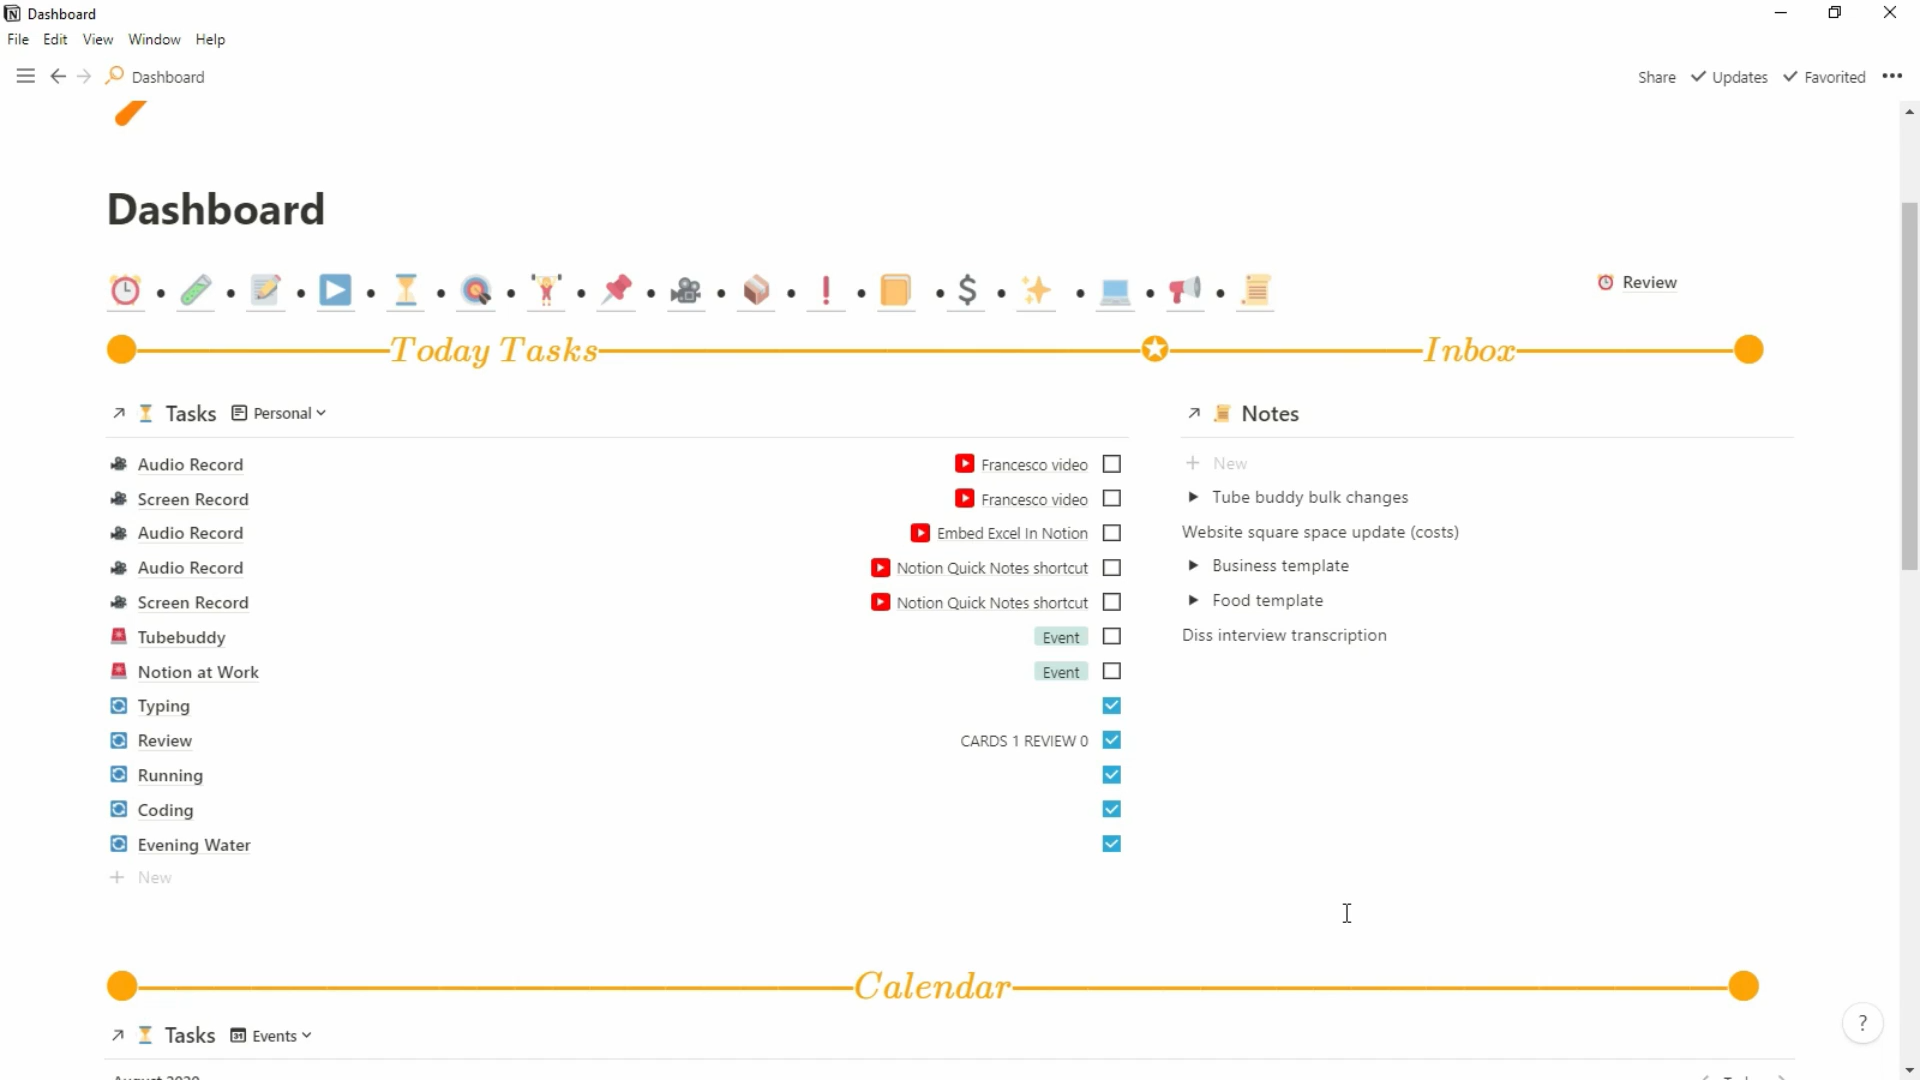 Dashboard
File Edit View Window Help
Dashboard Share Updates Favorited
Dashboard
Review
Today Tasks Inbox
Tasks Personal
Audio Record Francesco video
Screen Record Francesco video
Audio Record Embed Excel In Notion
Audio Record Notion Quick Notes shortcut
Screen Record Notion Quick Notes shortcut
Tubebuddy Event
Notion at Work Event
Typing
Review CARDS 1 REVIEW 0
Running
Coding
Evening Water
+ New
Notes
+ New
Tube buddy bulk changes
Website square space update (costs)
Business template
Food template
Diss interview transcription
Calendar
?
Tasks 31 Events
August 2020